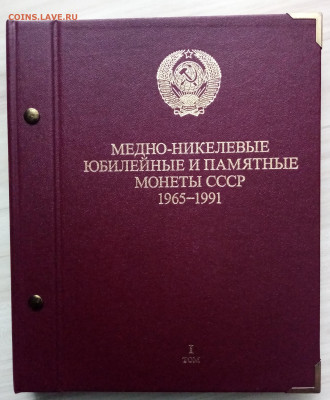 COINS.LAVE.RU
МЕДНО-НИКЕЛЕВЫЕ
ЮБИЛЕЙНЫЕ И ПАМЯТНЫЕ
МОНЕТЫ СССР
1965–1991
I
ТОМ